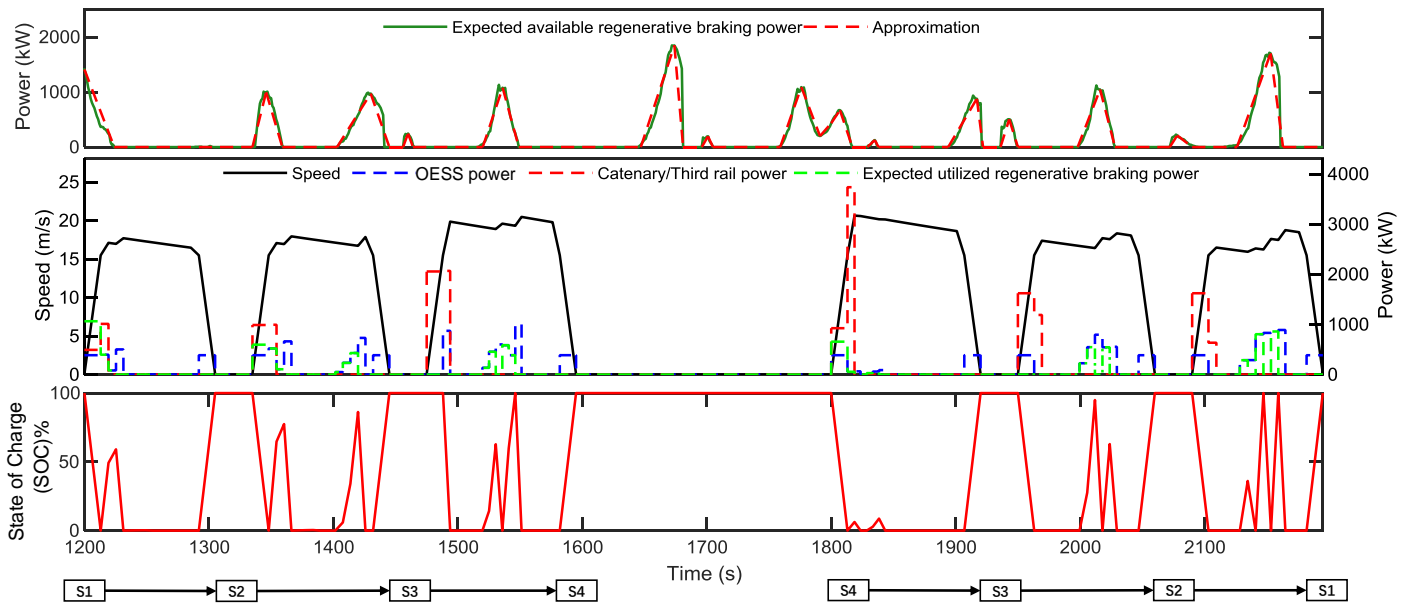 Expected available regenerative braking power Approximation
Power (kW)
2000
1000
0
Speed OESS power Catenary/Third rail power Expected utilized regenerative braking power
Speed (m/s)
25
20
15
10
5
0
4000
3000
2000
1000
0
Power (kW)
State of Charge
(SOC)%
100
50
0
1200 1300 1400 1500 1600 1700 1800 1900 2000 2100
Time (s)
S1 S2 S3 S4 S4 S3 S2 S1